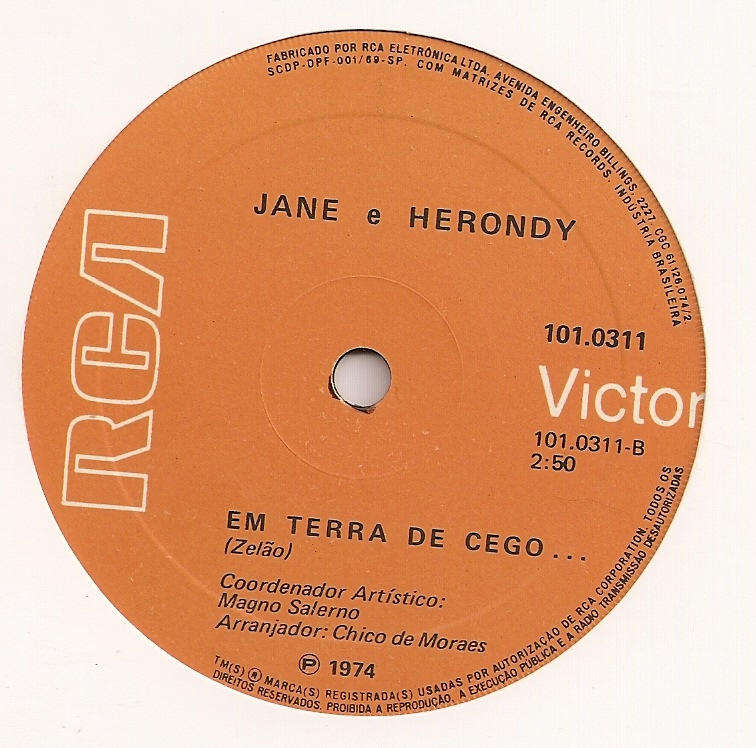 FABRICADO POR RCA ELETRÔNICA LTDA, AVENIDA ENGENHEIRO BILLINGS, 2227, CGC 61.126.074/2.
SCDP-DPF-001/69-SP. COM MATRIZES DE RCA RECORDS. INDÚSTRIA BRASILEIRA
JANE e HERONDY
RCA
101.0311
Victor
101.0311-B
2:50
EM TERRA DE CEGO...
(Zelão)
Coordenador Artístico:
Magno Salerno
Arranjador: Chico de Moraes
℗ 1974
TM(S) ® MARCA(S) REGISTRADA(S) USADAS POR AUTORIZAÇÃO DE RCA CORPORATION. TODOS OS
DIREITOS RESERVADOS. PROIBIDA A REPRODUÇÃO, A EXECUÇÃO PÚBLICA E A RÁDIO TRANSMISSÃO DESAUTORIZADAS.